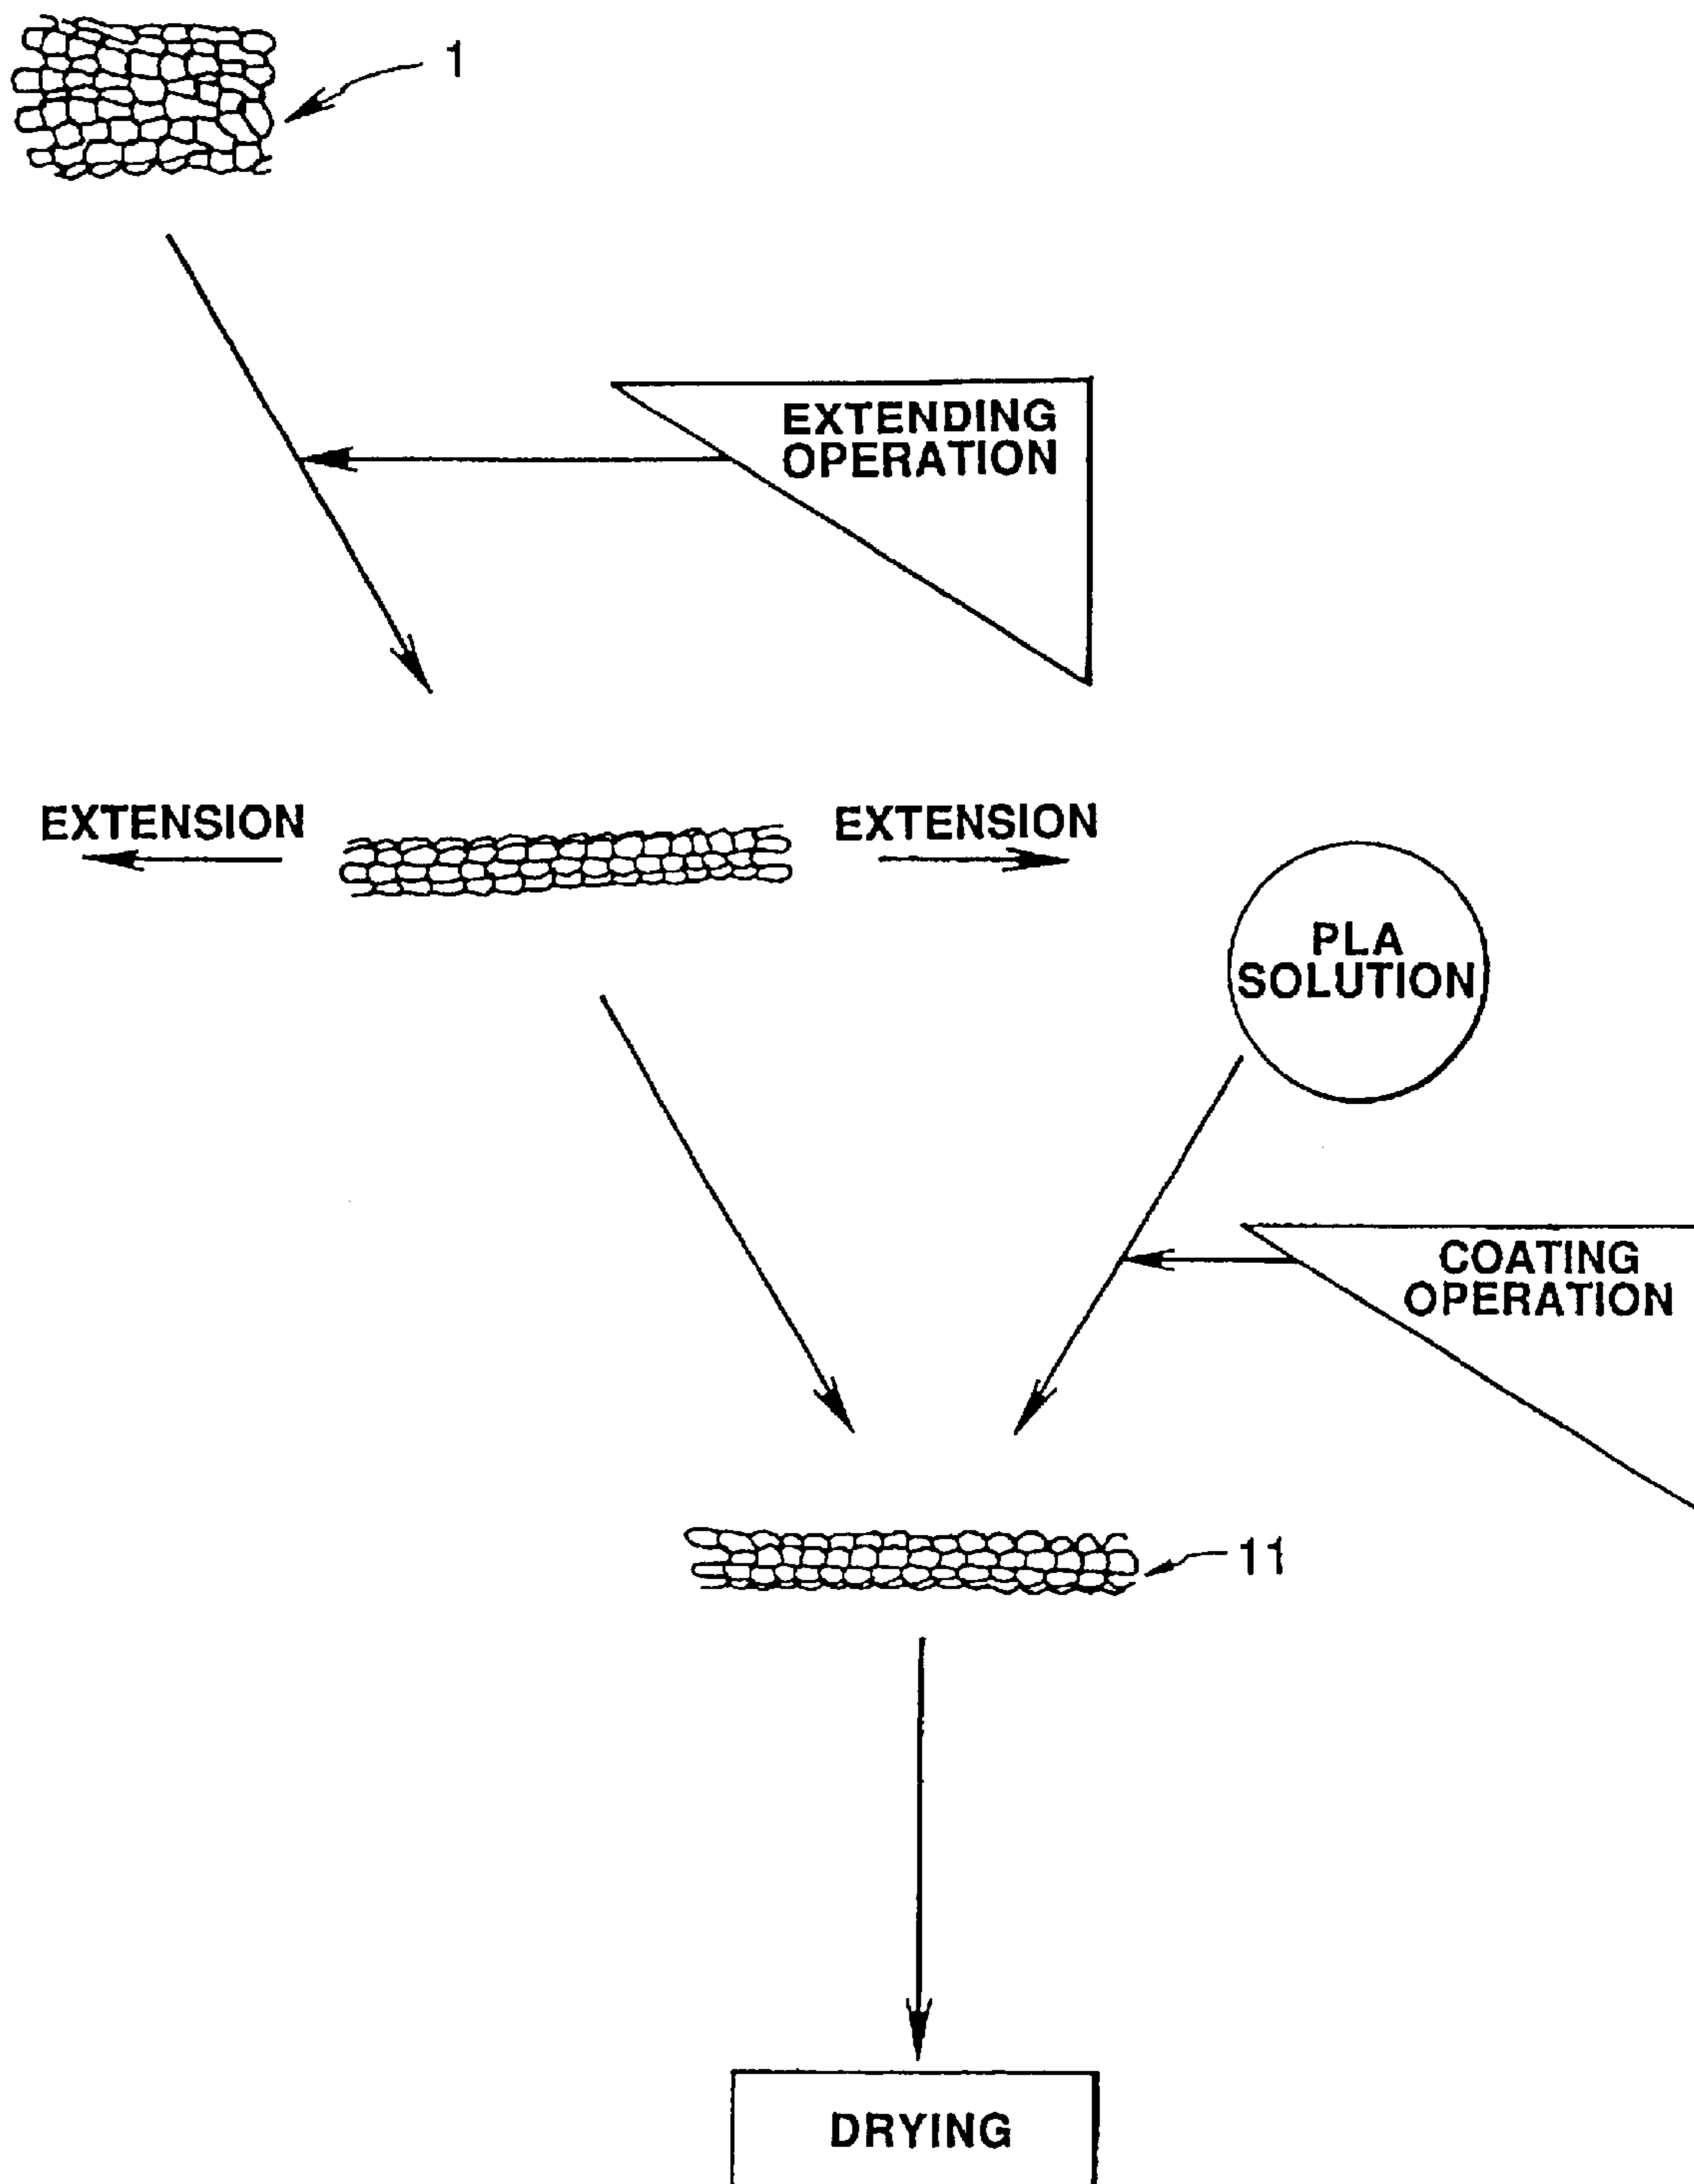 1
EXTENDING
OPERATION
EXTENSION
EXTENSION
PLA
SOLUTION
COATING
OPERATION
11
DRYING